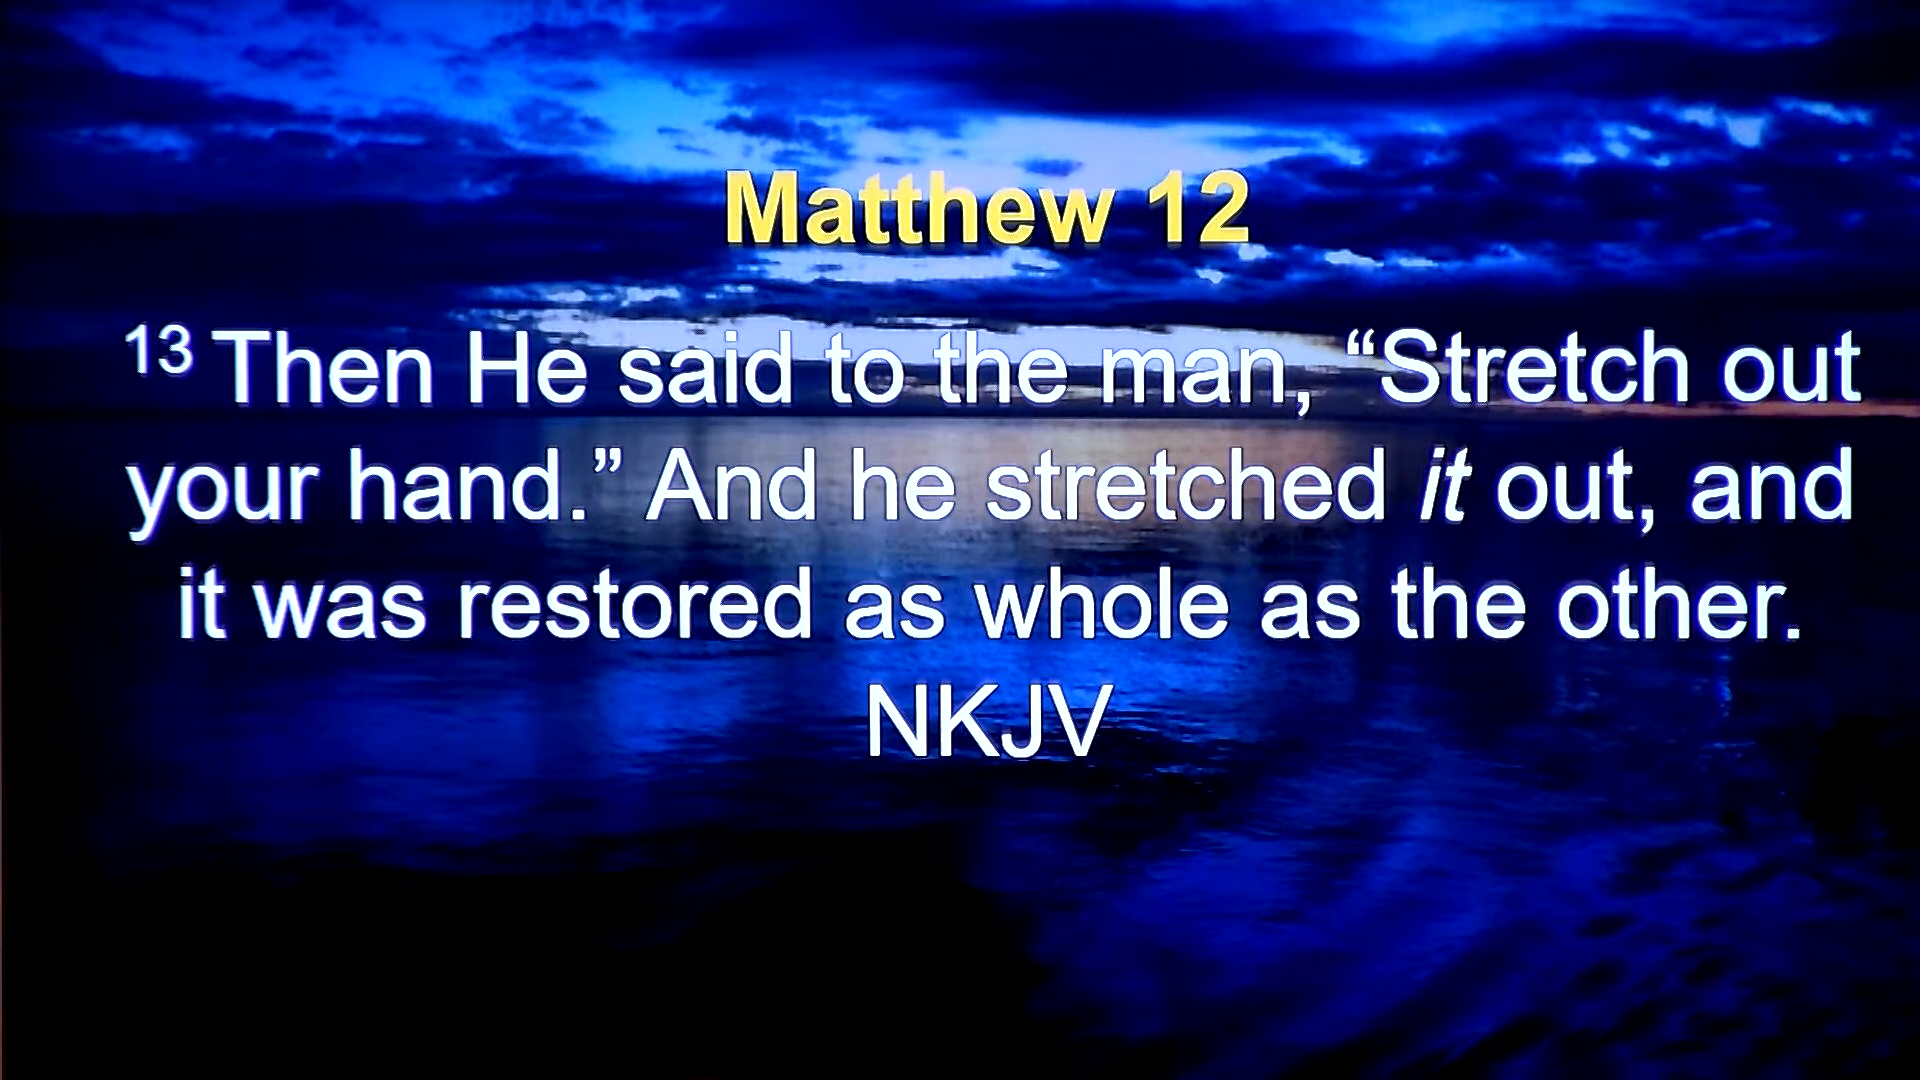 Matthew 12
13 Then He said to the man, “Stretch out
your hand.” And he stretched it out, and
it was restored as whole as the other.
NKJV